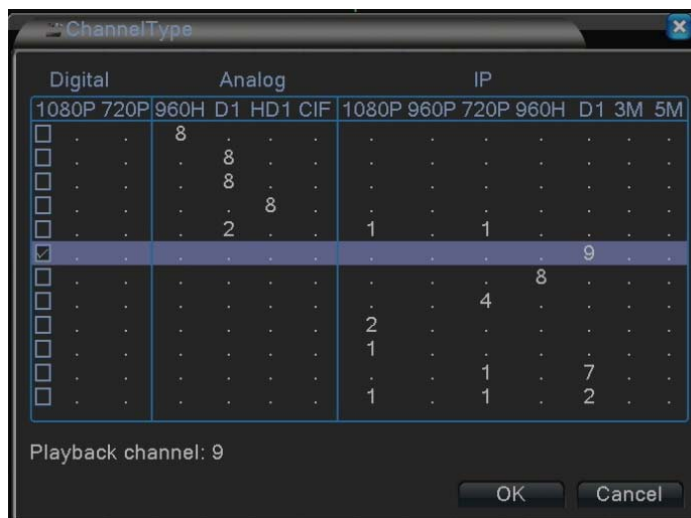 ChannelType
Digital Analog IP
1080P 720P 960H D1 HD1 CIF 1080P 960P 720P 960H D1 3M 5M
. . 8 . . . . . . . . . .
. . . 8 . . . . . . . . .
. . . 8 . . . . . . . . .
. . . . 8 . . . . . . . .
. . . 2 . . 1 . 1 . . . .
. . . . . . . . . . 9 . .
. . . . . . . . . 8 . . .
. . . . . . . . 4 . . . .
. . . . . . 2 . . . . . .
. . . . . . 1 . . . . . .
. . . . . . . . 1 . 7 . .
. . . . . . 1 . 1 . 2 . .
Playback channel: 9
OK Cancel